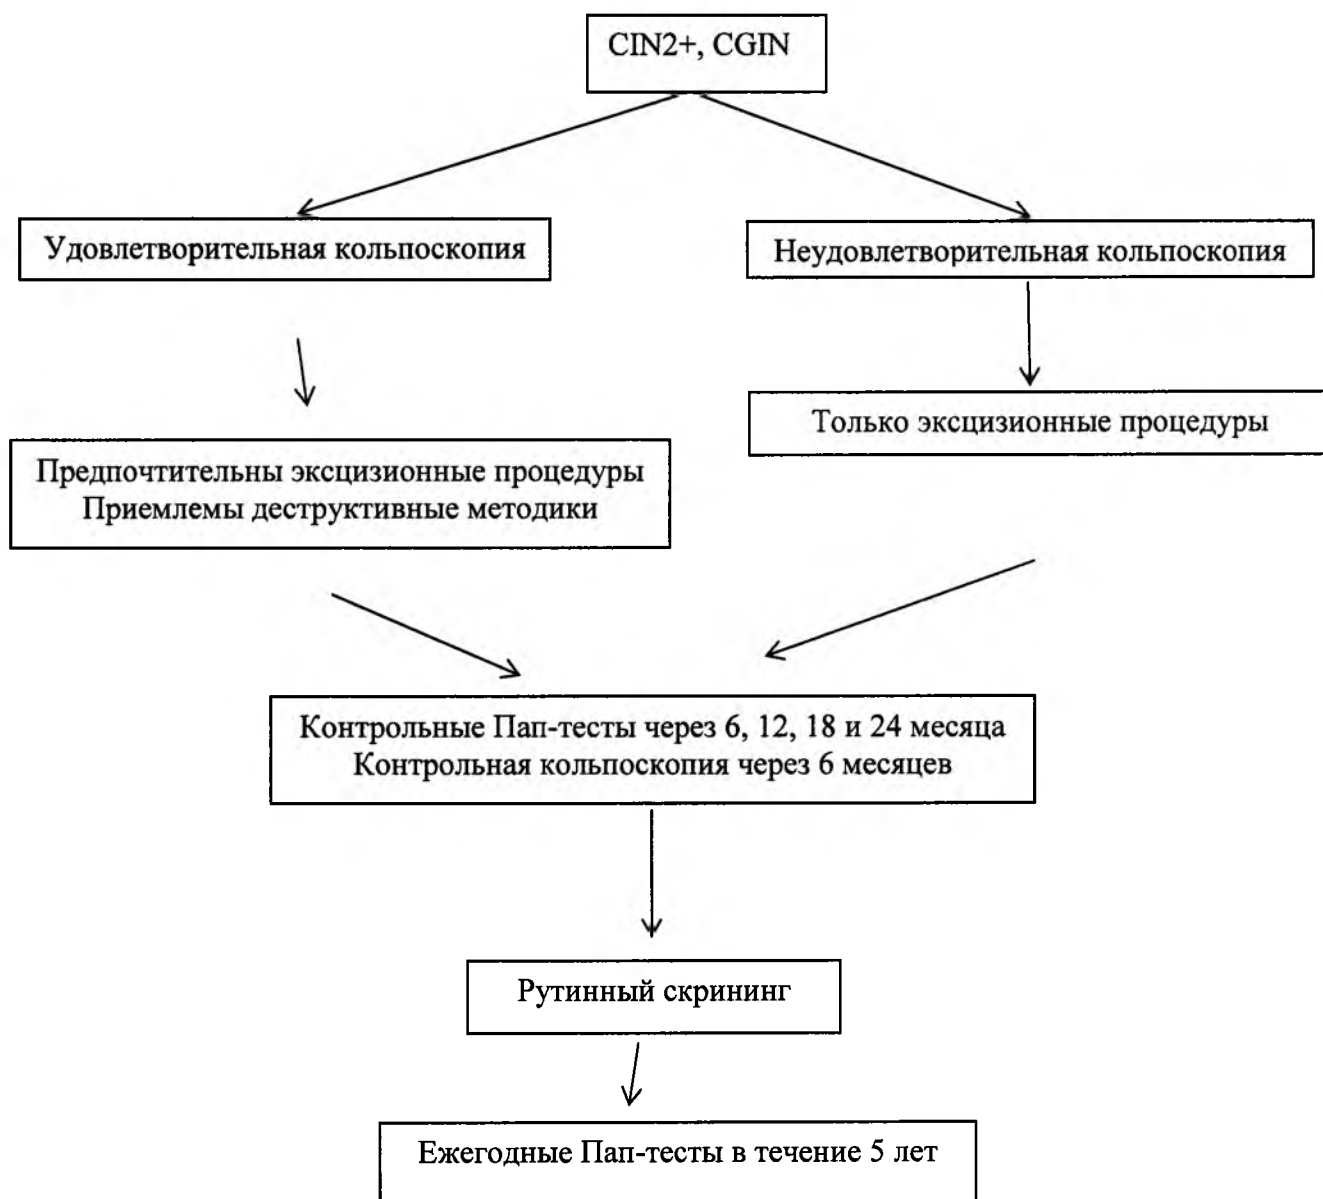 CIN2+, CGIN
Удовлетворительная кольпоскопия
Неудовлетворительная кольпоскопия
Только эксцизионные процедуры
Предпочтительны эксцизионные процедуры
Приемлемы деструктивные методики
Контрольные Пап-тесты через 6, 12, 18 и 24 месяца
Контрольная кольпоскопия через 6 месяцев
Рутинный скрининг
Ежегодные Пап-тесты в течение 5 лет